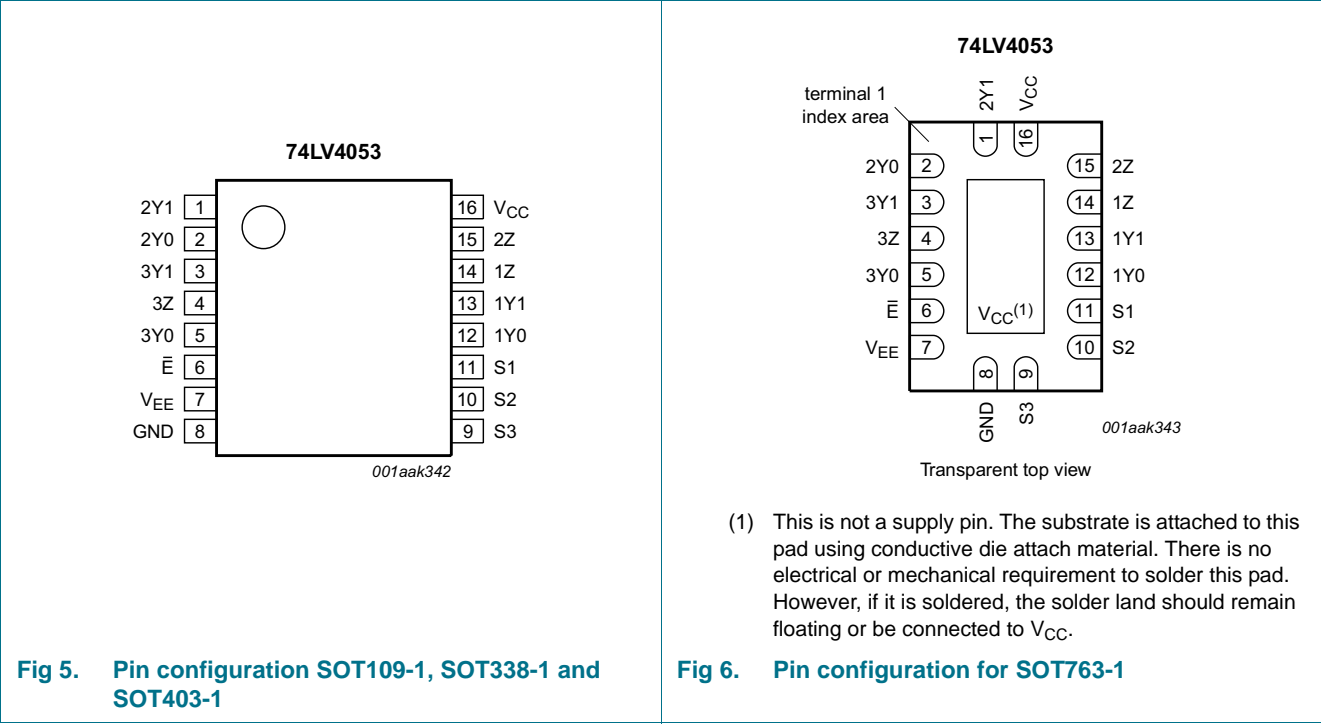 74LV4053
2Y1 1 16 VCC
2Y0 2 15 2Z
3Y1 3 14 1Z
3Z 4 13 1Y1
3Y0 5 12 1Y0
E̅ 6 11 S1
VEE 7 10 S2
GND 8 9 S3
001aak342
Fig 5. Pin configuration SOT109-1, SOT338-1 and
SOT403-1
74LV4053
terminal 1
index area
2Y1 VCC
1 16
2Y0 2 15 2Z
3Y1 3 14 1Z
3Z 4 13 1Y1
3Y0 5 12 1Y0
E̅ 6 VCC(1) 11 S1
VEE 7 10 S2
8 9
GND S3
001aak343
Transparent top view
(1) This is not a supply pin. The substrate is attached to this
pad using conductive die attach material. There is no
electrical or mechanical requirement to solder this pad.
However, if it is soldered, the solder land should remain
floating or be connected to VCC.
Fig 6. Pin configuration for SOT763-1